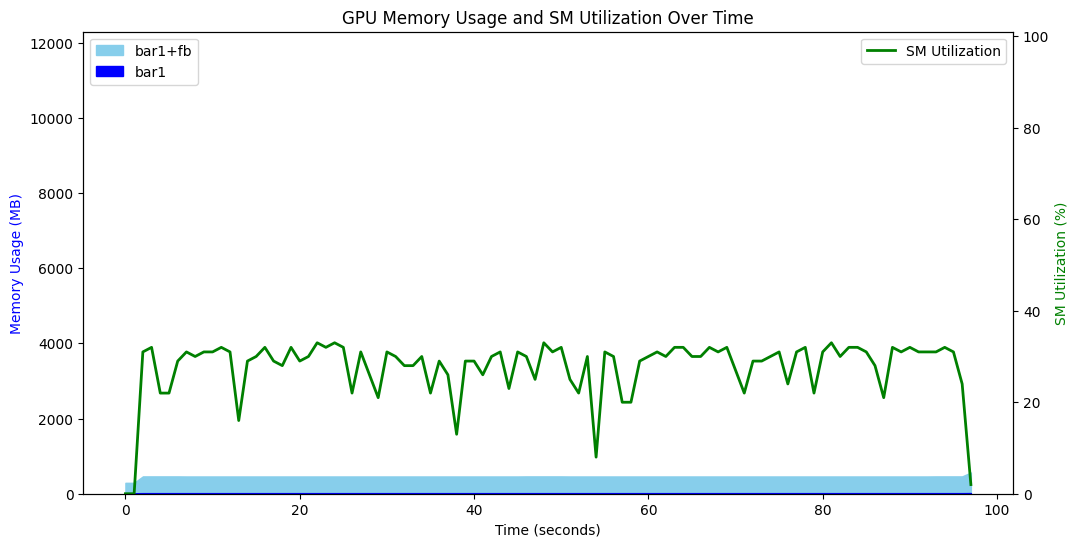 GPU Memory Usage and SM Utilization Over Time
bar1+fb
bar1
SM Utilization
Memory Usage (MB)
12000
10000
8000
6000
4000
2000
0
SM Utilization (%)
100
80
60
40
20
0
0 20 40 60 80 100
Time (seconds)